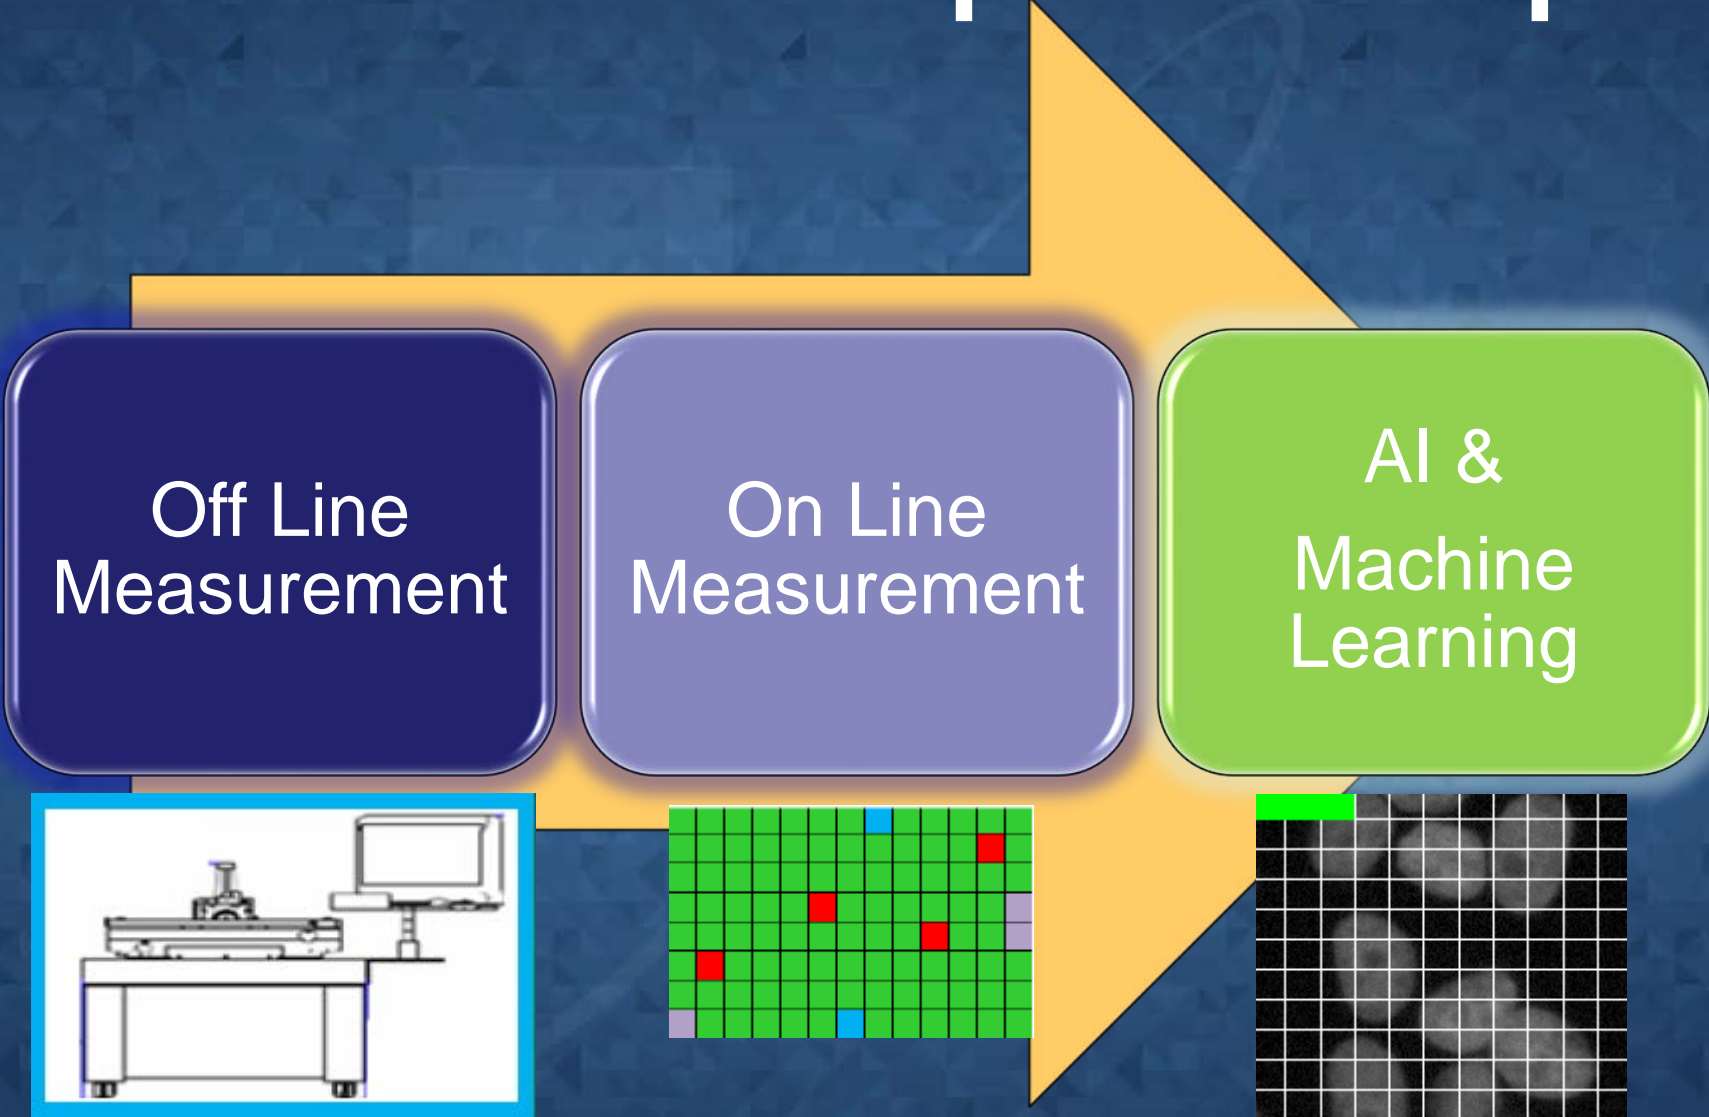 Off Line
Measurement
On Line
Measurement
AI &
Machine
Learning